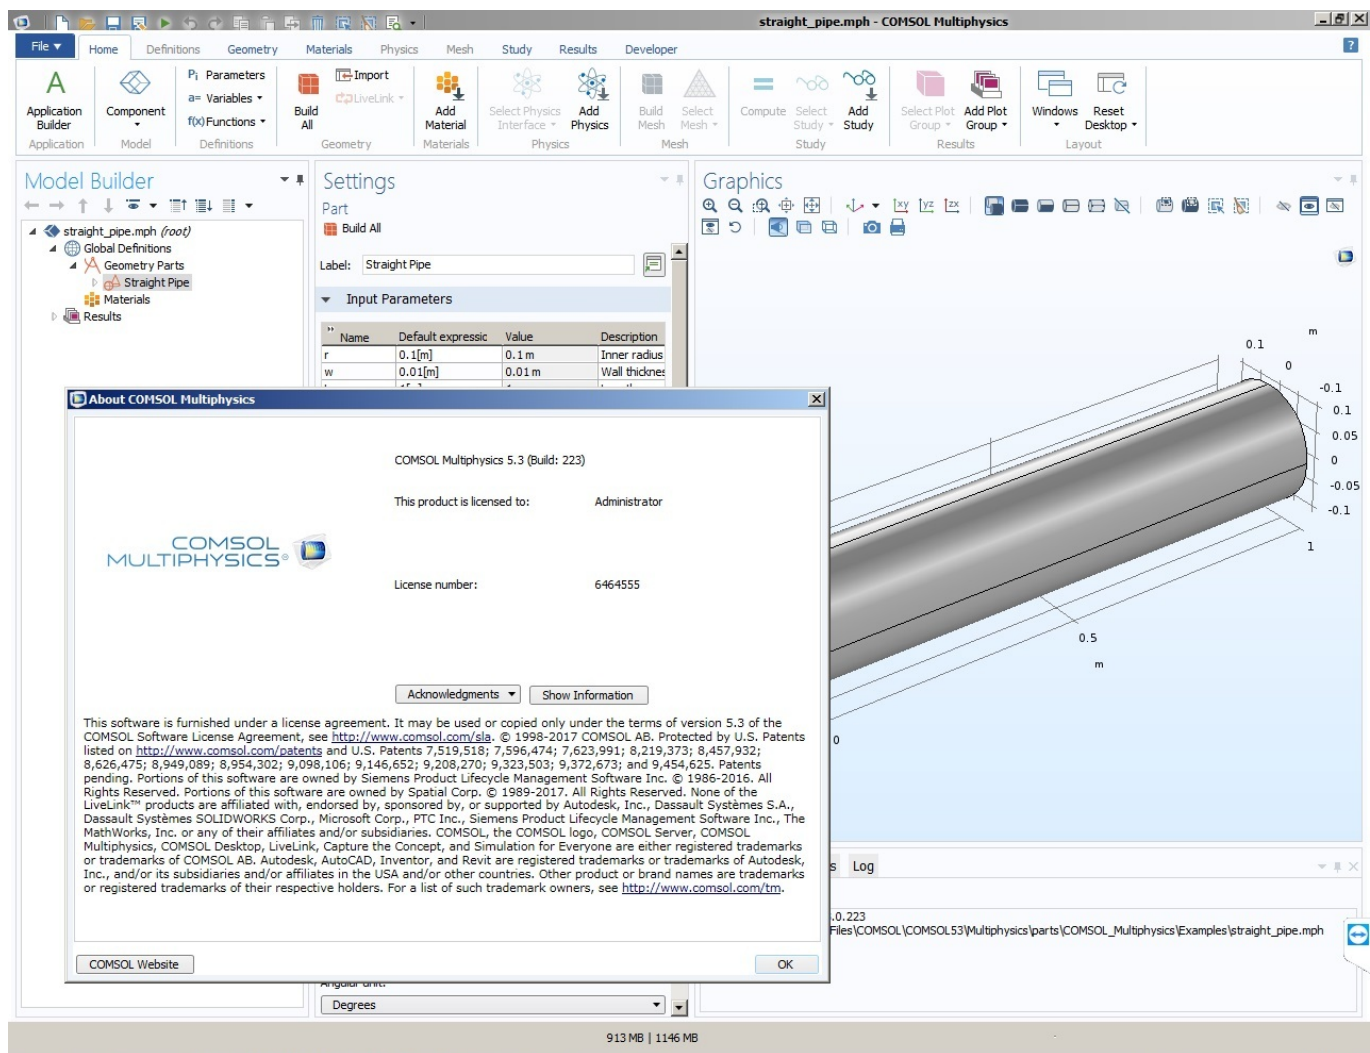 straight_pipe.mph - COMSOL Multiphysics
File Home Definitions Geometry Materials Physics Mesh Study Results Developer
Application Builder
Application
Component
Model
Pi Parameters
a= Variables
f(x) Functions
Definitions
Build All
Import
LiveLink
Geometry
Add Material
Materials
Select Physics Interface
Add Physics
Physics
Build Mesh
Select Mesh
Mesh
Compute
Select Study
Add Study
Study
Select Plot Group
Add Plot Group
Results
Windows
Reset Desktop
Layout
Model Builder
straight_pipe.mph (root)
Global Definitions
Geometry Parts
Straight Pipe
Materials
Results
Settings
Part
Build All
Label: Straight Pipe
Input Parameters
Name Default expressic Value Description
r 0.1[m] 0.1 m Inner radius
w 0.01[m] 0.01 m Wall thicknes
Graphics
xy yz zx
m
0.1
0
-0.1
0.1
0.05
0
-0.05
-0.1
1
0.5
m
0
About COMSOL Multiphysics
COMSOL Multiphysics 5.3 (Build: 223)
This product is licensed to: Administrator
COMSOL
MULTIPHYSICS®
License number: 6464555
Acknowledgments Show Information
This software is furnished under a license agreement. It may be used or copied only under the terms of version 5.3 of the
COMSOL Software License Agreement, see http://www.comsol.com/sla. © 1998-2017 COMSOL AB. Protected by U.S. Patents
listed on http://www.comsol.com/patents and U.S. Patents 7,519,518; 7,596,474; 7,623,991; 8,219,373; 8,457,932;
8,626,475; 8,949,089; 8,954,302; 9,098,106; 9,146,652; 9,208,270; 9,323,503; 9,372,673; and 9,454,625. Patents
pending. Portions of this software are owned by Siemens Product Lifecycle Management Software Inc. © 1986-2016. All
Rights Reserved. Portions of this software are owned by Spatial Corp. © 1989-2017. All Rights Reserved. None of the
LiveLink™ products are affiliated with, endorsed by, sponsored by, or supported by Autodesk, Inc., Dassault Systèmes S.A.,
Dassault Systèmes SOLIDWORKS Corp., Microsoft Corp., PTC Inc., Siemens Product Lifecycle Management Software Inc., The
MathWorks, Inc. or any of their affiliates and/or subsidiaries. COMSOL, the COMSOL logo, COMSOL Server, COMSOL
Multiphysics, COMSOL Desktop, LiveLink, Capture the Concept, and Simulation for Everyone are either registered trademarks
or trademarks of COMSOL AB. Autodesk, AutoCAD, Inventor, and Revit are registered trademarks or trademarks of Autodesk,
Inc., and/or its subsidiaries and/or affiliates in the USA and/or other countries. Other product or brand names are trademarks
or registered trademarks of their respective holders. For a list of such trademark owners, see http://www.comsol.com/tm.
COMSOL Website OK
s Log
.0.223
Files\COMSOL\COMSOL53\Multiphysics\parts\COMSOL_Multiphysics\Examples\straight_pipe.mph
Angular unit:
Degrees
913 MB | 1146 MB